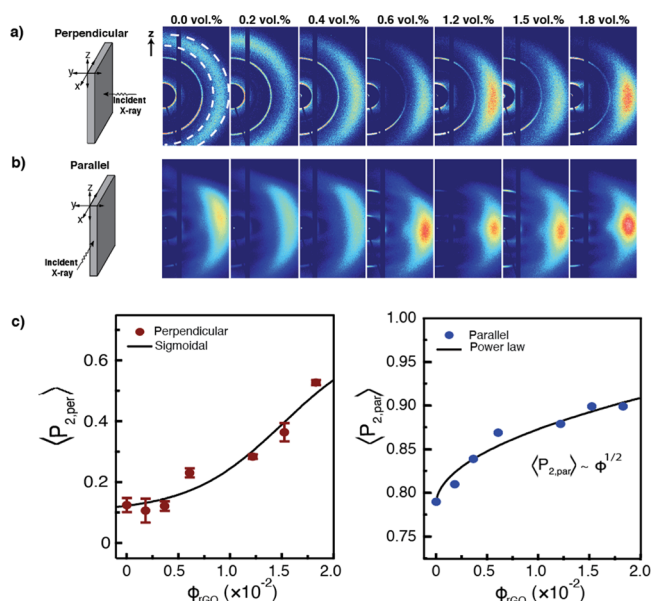 a)
Perpendicular
z
y
x
Incident
X-ray
z
0.0 vol.% 0.2 vol.% 0.4 vol.% 0.6 vol.% 1.2 vol.% 1.5 vol.% 1.8 vol.%
b)
Parallel
z
y
x
Incident
X-ray
c)
⟨P2,per⟩
0.6
0.4
0.2
0
Perpendicular
Sigmoidal
0 0.5 1.0 1.5 2.0
ϕrGO (×10-2)
⟨P2,par⟩
1.00
0.95
0.90
0.85
0.80
0.75
Parallel
Power law
⟨P2,par⟩ ~ Φ1/2
0 0.5 1.0 1.5 2.0
ϕrGO (×10-2)